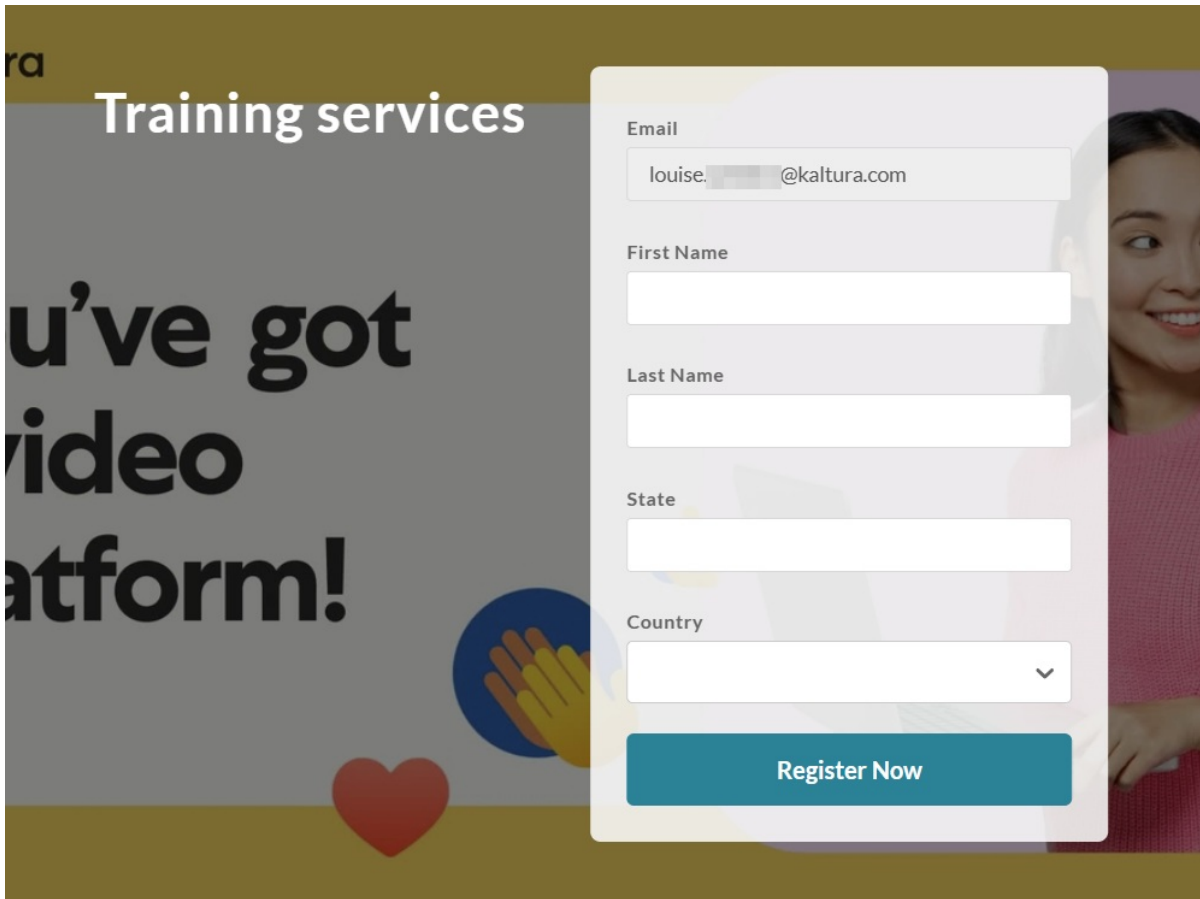 ra
Training services
u've got
video
atform!
Email
louise. @kaltura.com
First Name
Last Name
State
Country
Register Now